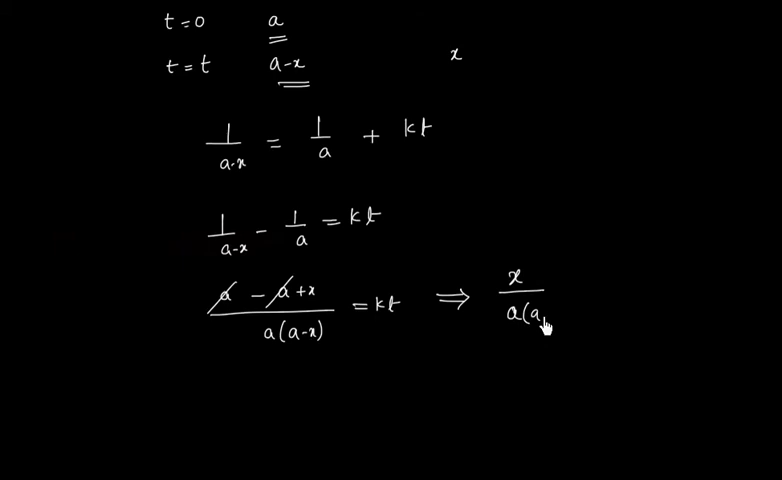 t=0 a
t=t a-x x
1/(a-x) = 1/a + kt
1/(a-x) - 1/a = kt
(a - a+x)/(a(a-x)) = kt ⇒ x/(a(a